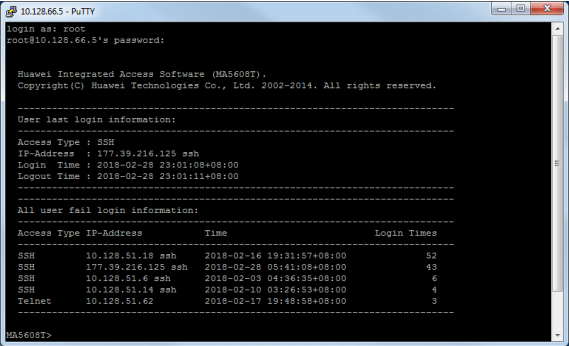 10.128.66.5 - PuTTY
login as: root
root@10.128.66.5's password:
Huawei Integrated Access Software (MA5608T).
Copyright(C) Huawei Technologies Co., Ltd. 2002-2014. All rights reserved.
-----------------------------------------------------------------------------
User last login information:
-----------------------------------------------------------------------------
Access Type : SSH
IP-Address  : 177.39.216.125 ssh
Login  Time : 2018-02-28 23:01:08+08:00
Logout Time : 2018-02-28 23:01:11+08:00
-----------------------------------------------------------------------------
-----------------------------------------------------------------------------
All user fail login information:
-----------------------------------------------------------------------------
Access Type IP-Address          Time                          Login Times
-----------------------------------------------------------------------------
SSH         10.128.51.18 ssh    2018-02-16 19:31:57+08:00              52
SSH         177.39.216.125 ssh  2018-02-28 05:41:08+08:00              43
SSH         10.128.51.6 ssh     2018-02-03 04:36:35+08:00               6
SSH         10.128.51.14 ssh    2018-02-10 03:26:53+08:00               4
Telnet      10.128.51.62        2018-02-17 19:48:58+08:00               3
-----------------------------------------------------------------------------
MA5608T>